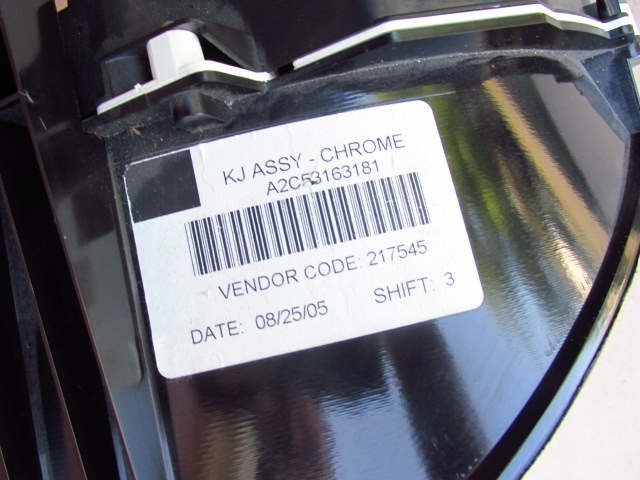 KJ ASSY - CHROME
A2C53163181
VENDOR CODE: 217545
DATE: 08/25/05 SHIFT: 3